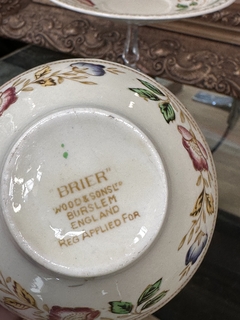 "BRIER"
WOOD & SONS LTD
BURSLEM
ENGLAND
REG APPLIED FOR